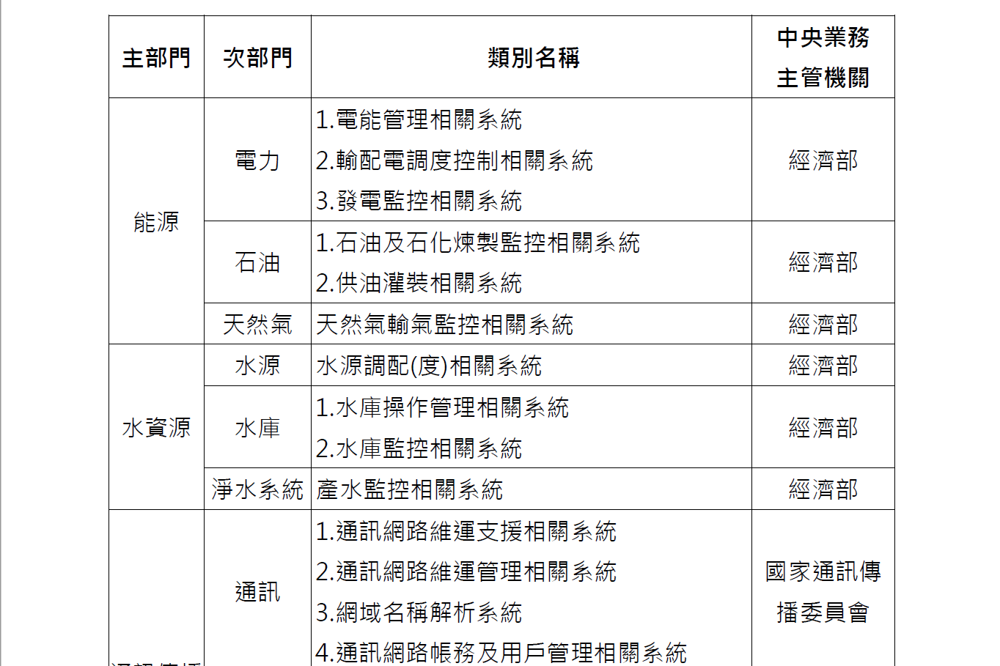 主部門
次部門
類別名稱
中央業務
主管機關
能源
電力
1.電能管理相關系統
2.輸配電調度控制相關系統
3.發電監控相關系統
經濟部
石油
1.石油及石化煉製監控相關系統
2.供油灌裝相關系統
經濟部
天然氣
天然氣輸氣監控相關系統
經濟部
水資源
水源
水源調配(度)相關系統
經濟部
水庫
1.水庫操作管理相關系統
2.水庫監控相關系統
經濟部
淨水系統
產水監控相關系統
經濟部
通訊
1.通訊網路維運支援相關系統
2.通訊網路維運管理相關系統
3.網域名稱解析系統
4.通訊網路帳務及用戶管理相關系統
國家通訊傳
播委員會